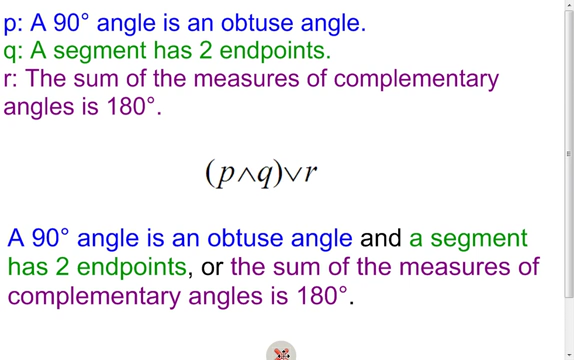 p: A 90° angle is an obtuse angle.
q: A segment has 2 endpoints.
r: The sum of the measures of complementary
angles is 180°.
(p∧q)∨r
A 90° angle is an obtuse angle and a segment
has 2 endpoints, or the sum of the measures of
complementary angles is 180°.